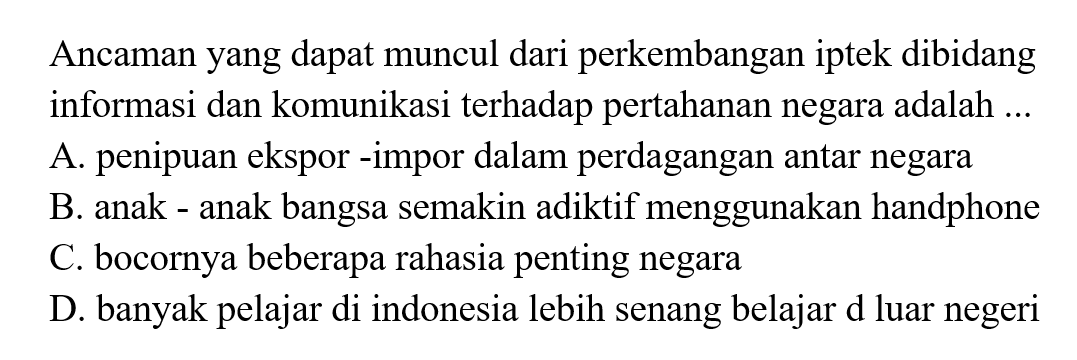 Ancaman yang dapat muncul dari perkembangan iptek dibidang
informasi dan komunikasi terhadap pertahanan negara adalah ...
A. penipuan ekspor -impor dalam perdagangan antar negara
B. anak - anak bangsa semakin adiktif menggunakan handphone
C. bocornya beberapa rahasia penting negara
D. banyak pelajar di indonesia lebih senang belajar d luar negeri